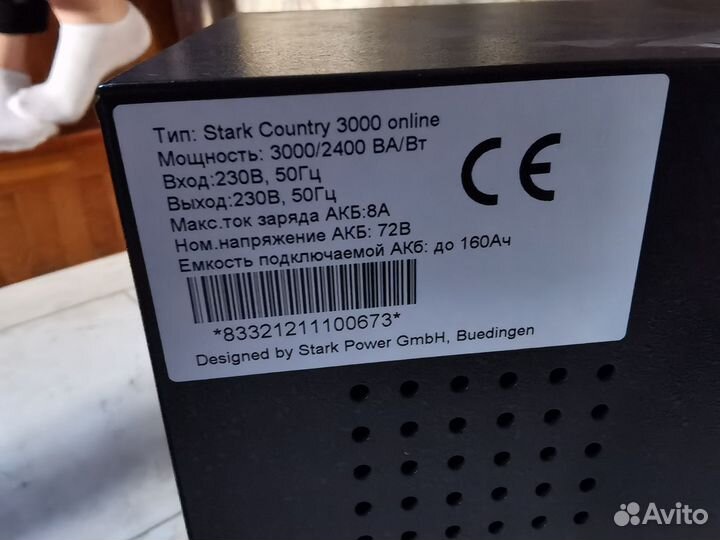 Тип: Stark Country 3000 online
Мощность: 3000/2400 ВА/Вт
Вход:230В, 50Гц
Выход:230В, 50Гц
Макс.ток заряда АКБ:8А
Ном.напряжение АКБ: 72В
Емкость подключаемой АКб: до 160Ач
CE
*83321211100673*
Designed by Stark Power GmbH, Buedingen
Avito